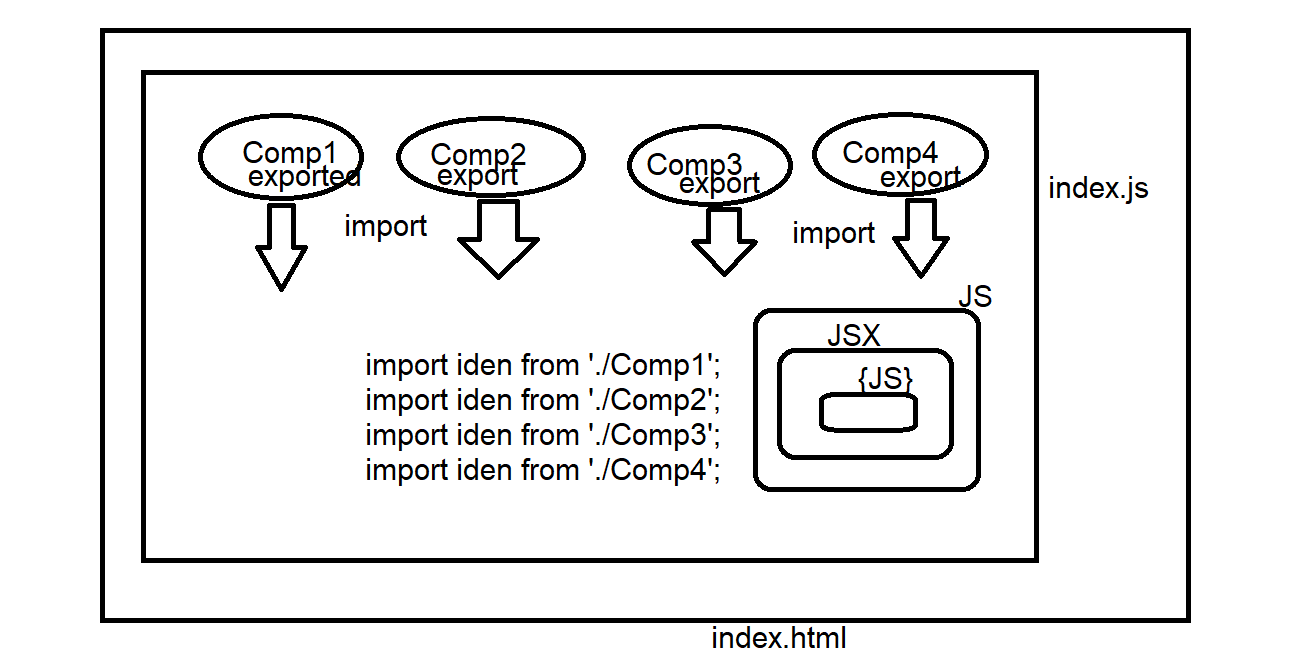 Comp1
exported
Comp2
export
Comp3
export
Comp4
export
index.js
import
import
JS
JSX
{JS}
import iden from './Comp1';
import iden from './Comp2';
import iden from './Comp3';
import iden from './Comp4';
index.html